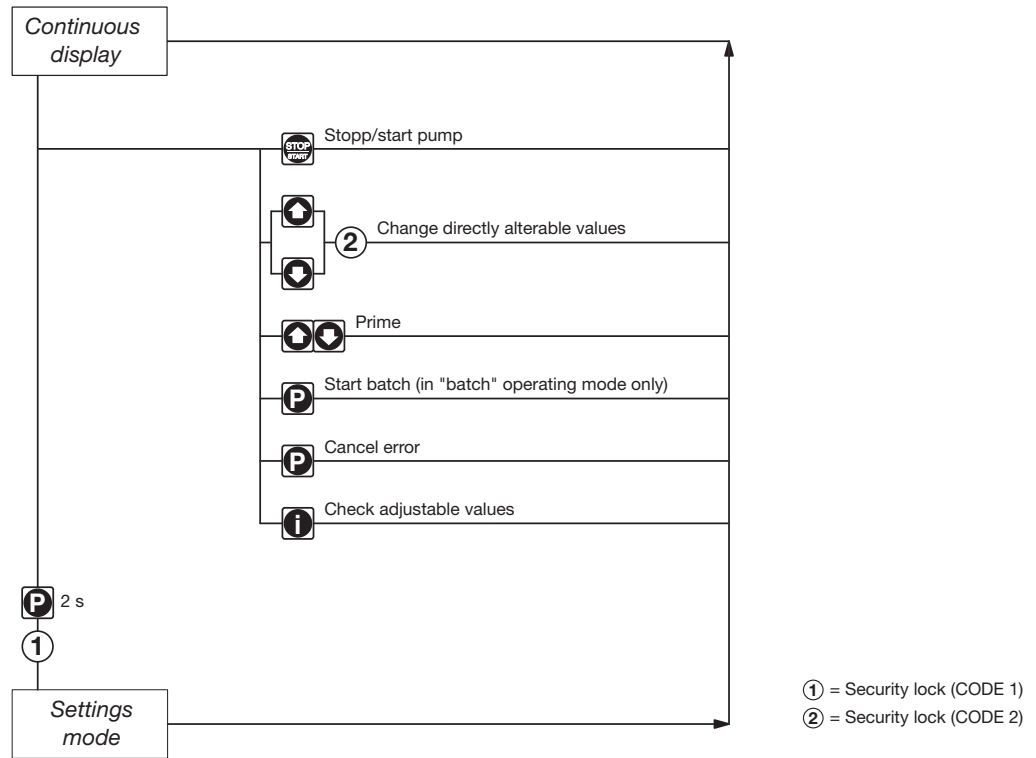 Continuous
display
STOP
START
Stopp/start pump
2
Change directly alterable values
Prime
P
Start batch (in "batch" operating mode only)
P
Cancel error
i
Check adjustable values
P 2 s
1
Settings
mode
1 = Security lock (CODE 1)
2 = Security lock (CODE 2)